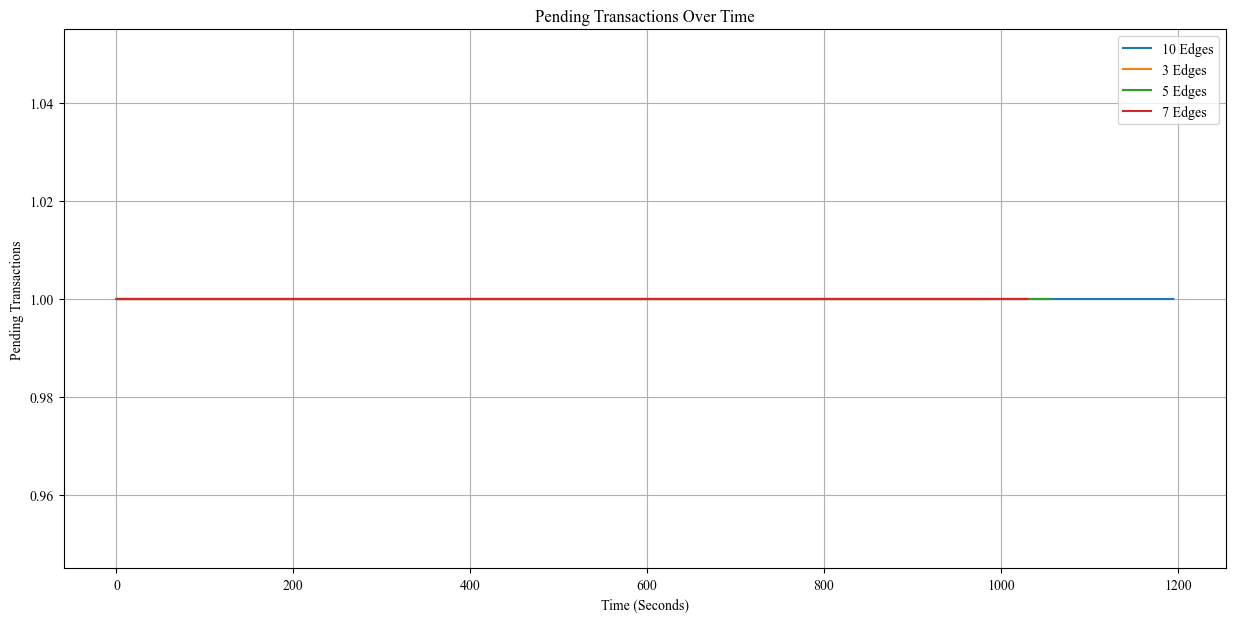 Pending Transactions Over Time
10 Edges
3 Edges
5 Edges
7 Edges
Pending Transactions
1.04
1.02
1.00
0.98
0.96
0 200 400 600 800 1000 1200
Time (Seconds)